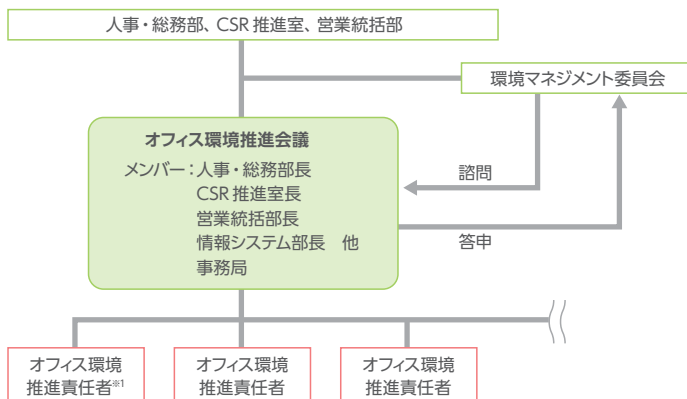 人事・総務部、CSR推進室、営業統括部
環境マネジメント委員会
オフィス環境推進会議
メンバー：人事・総務部長
CSR推進室長
営業統括部長
情報システム部長　他
事務局
諮問
答申
オフィス環境
推進責任者※1
オフィス環境
推進責任者
オフィス環境
推進責任者